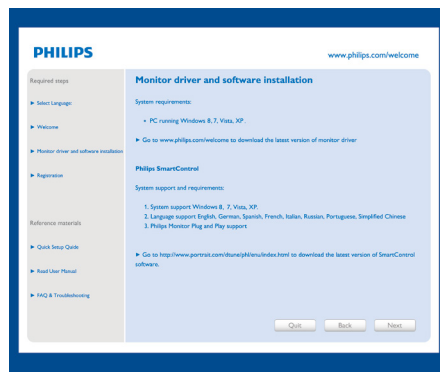 PHILIPS
www.philips.com/welcome
Required steps
► Select Language:
► Welcome
► Monitor driver and software installation
► Registration
Reference materials
► Quick Setup Guide
► Read User Manual
► FAQ & Troubleshooting
Monitor driver and software installation
System requirements:
• PC running Windows 8, 7, Vista, XP.
► Go to www.philips.com/welcome to download the latest version of monitor driver
Philips SmartControl
System support and requirements:
1. System support Windows 8, 7, Vista, XP.
2. Language support English, German, Spanish, French, Italian, Russian, Portuguese, Simplified Chinese
3. Philips Monitor Plug and Play support
► Go to http://www.portrait.com/dtune/phl/enu/index.html to download the latest version of SmartControl
software.
Quit
Back
Next